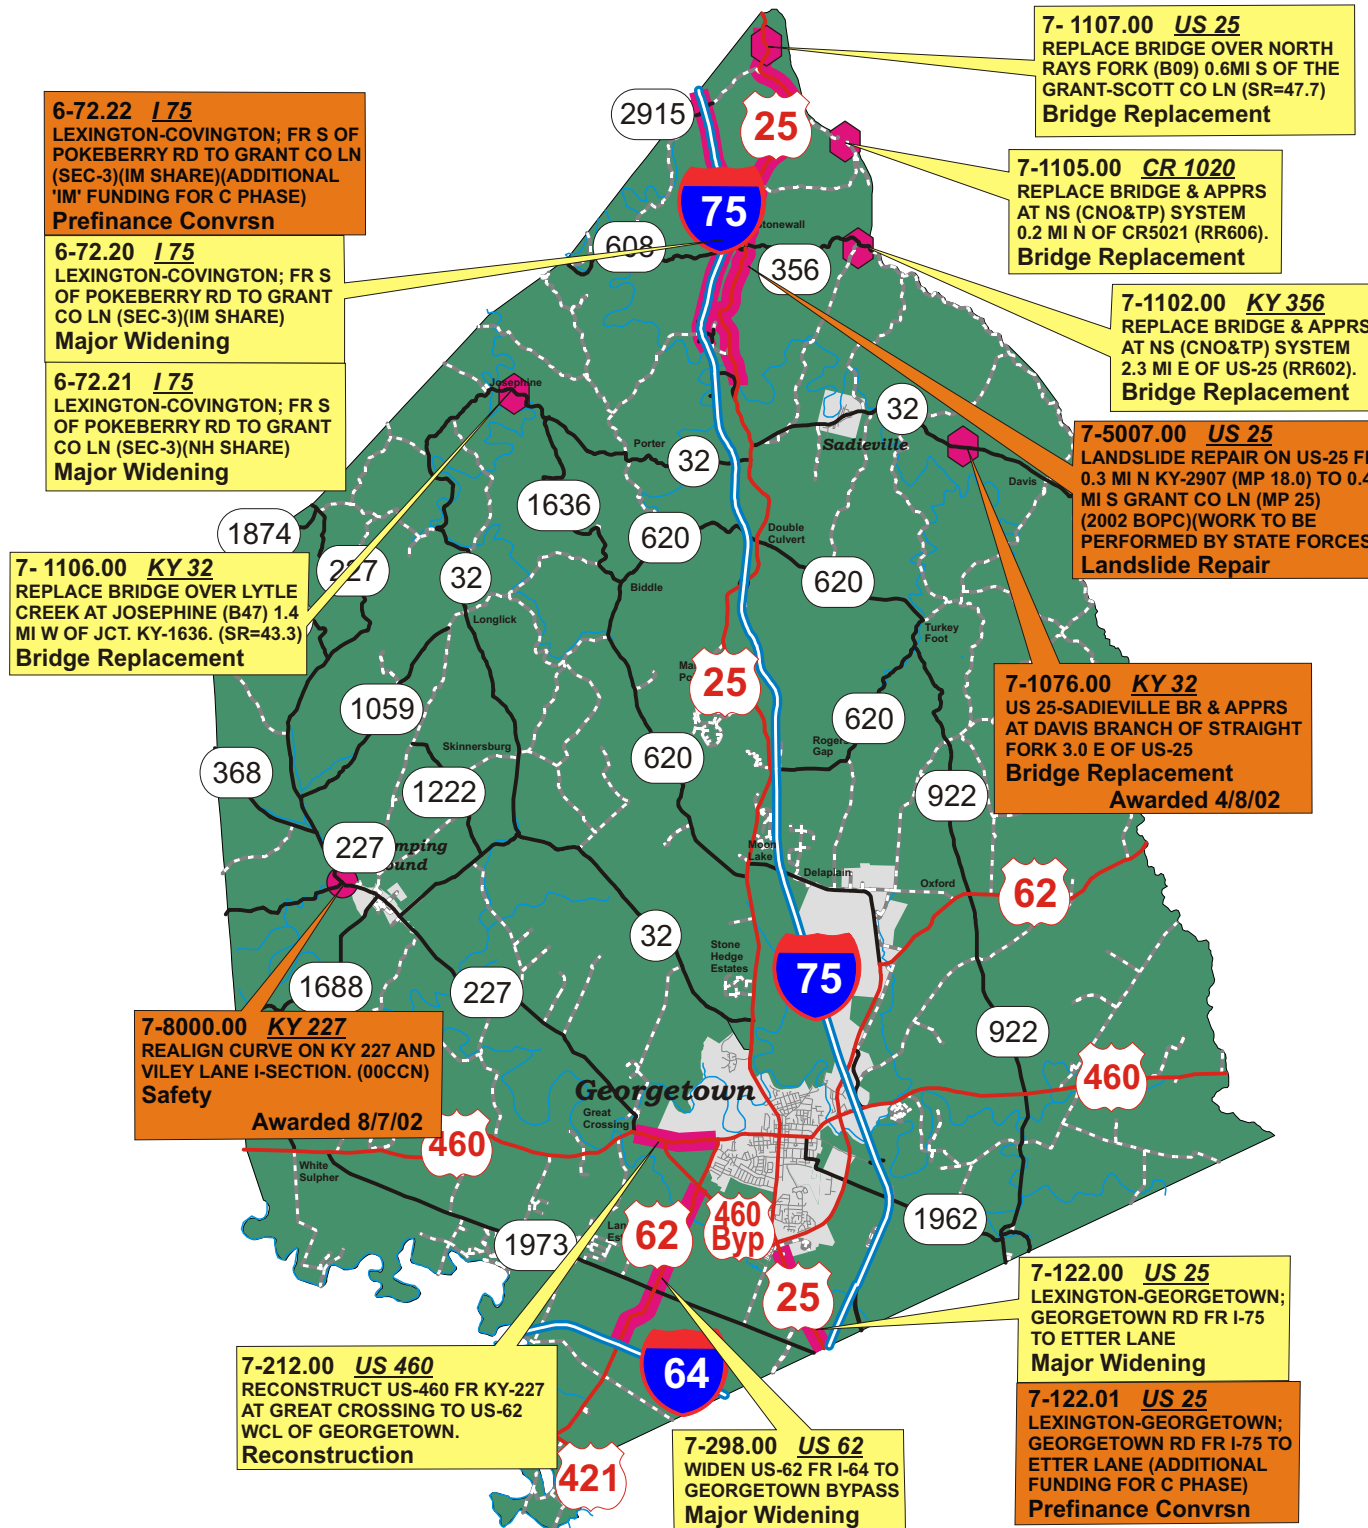 7- 1107.00 US 25
REPLACE BRIDGE OVER NORTH
RAYS FORK (B09) 0.6MI S OF THE
GRANT-SCOTT CO LN (SR=47.7)
Bridge Replacement
6-72.22 I 75
LEXINGTON-COVINGTON; FR S OF
POKEBERRY RD TO GRANT CO LN
(SEC-3)(IM SHARE)(ADDITIONAL
'IM' FUNDING FOR C PHASE)
Prefinance Convrsn
6-72.20 I 75
LEXINGTON-COVINGTON; FR S
OF POKEBERRY RD TO GRANT
CO LN (SEC-3)(IM SHARE)
Major Widening
6-72.21 I 75
LEXINGTON-COVINGTON; FR S
OF POKEBERRY RD TO GRANT
CO LN (SEC-3)(NH SHARE)
Major Widening
7-1105.00 CR 1020
REPLACE BRIDGE & APPRS
AT NS (CNO&TP) SYSTEM
0.2 MI N OF CR5021 (RR606).
Bridge Replacement
7-1102.00 KY 356
REPLACE BRIDGE & APPRS
AT NS (CNO&TP) SYSTEM
2.3 MI E OF US-25 (RR602).
Bridge Replacement
7-5007.00 US 25
LANDSLIDE REPAIR ON US-25 F
0.3 MI N KY-2907 (MP 18.0) TO 0.4
MI S GRANT CO LN (MP 25)
(2002 BOPC)(WORK TO BE
PERFORMED BY STATE FORCES
Landslide Repair
7- 1106.00 KY 32
REPLACE BRIDGE OVER LYTLE
CREEK AT JOSEPHINE (B47) 1.4
MI W OF JCT. KY-1636. (SR=43.3)
Bridge Replacement
7-1076.00 KY 32
US 25-SADIEVILLE BR & APPRS
AT DAVIS BRANCH OF STRAIGHT
FORK 3.0 E OF US-25
Bridge Replacement
Awarded 4/8/02
7-8000.00 KY 227
REALIGN CURVE ON KY 227 AND
VILEY LANE I-SECTION. (00CCN)
Safety
Awarded 8/7/02
7-212.00 US 460
RECONSTRUCT US-460 FR KY-227
AT GREAT CROSSING TO US-62
WCL OF GEORGETOWN.
Reconstruction
7-298.00 US 62
WIDEN US-62 FR I-64 TO
GEORGETOWN BYPASS
Major Widening
7-122.00 US 25
LEXINGTON-GEORGETOWN;
GEORGETOWN RD FR I-75
TO ETTER LANE
Major Widening
7-122.01 US 25
LEXINGTON-GEORGETOWN;
GEORGETOWN RD FR I-75 TO
ETTER LANE (ADDITIONAL
FUNDING FOR C PHASE)
Prefinance Convrsn
2915
25
75
tonewall
608
356
Josephine
32
Sadieville
Porter
32
Davis
1636
1874
620
Double
Culvert
227
32
620
Biddle
Longlick
Turkey
Foot
Ma
Po
25
1059
620
Skinnersburg
Rogers
Gap
620
368
1222
922
227
mping
ound
Moon
Lake
Delaplain
Oxford
62
32
Stone
Hedge
Estates
75
1688
227
922
460
Georgetown
Great
Crossing
460
White
Sulpher
1962
Lan
Est
62
460
Byp
1973
25
64
421